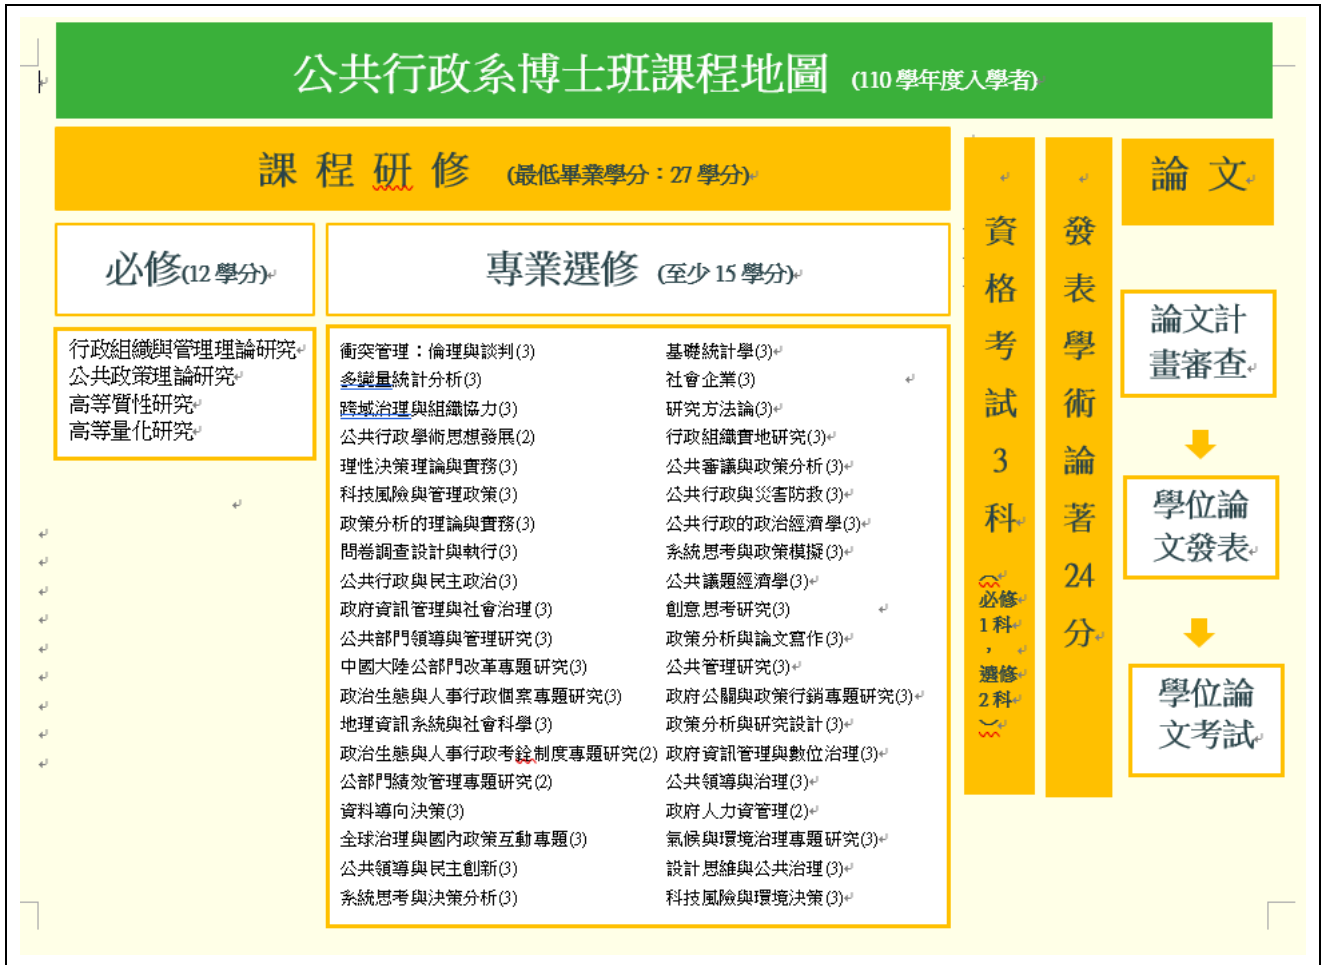 公共行政系博士班課程地圖 (110 學年度入學者)
課 程 研 修 (最低畢業學分：27 學分)
必修(12 學分)
行政組織與管理理論研究
公共政策理論研究
高等質性研究
高等量化研究
專業選修 (至少 15 學分)
衝突管理：倫理與談判(3) 基礎統計學(3)
多變量統計分析(3) 社會企業(3)
跨域治理與組織協力(3) 研究方法論(3)
公共行政學術思想發展(2) 行政組織實地研究(3)
理性決策理論與實務(3) 公共審議與政策分析(3)
科技風險與管理政策(3) 公共行政與災害防救(3)
政策分析的理論與實務(3) 公共行政的政治經濟學(3)
問卷調查設計與執行(3) 系統思考與政策模擬(3)
公共行政與民主政治(3) 公共議題經濟學(3)
政府資訊管理與社會治理(3) 創意思考研究(3)
公共部門領導與管理研究(3) 政策分析與論文寫作(3)
中國大陸公部門改革專題研究(3) 公共管理研究(3)
政治生態與人事行政個案專題研究(3) 政府公關與政策行銷專題研究(3)
地理資訊系統與社會科學(3) 政策分析與研究設計(3)
政治生態與人事行政考銓制度專題研究(2) 政府資訊管理與數位治理(3)
公部門績效管理專題研究(2) 公共領導與治理(3)
資料導向決策(3) 政府人力資管理(2)
全球治理與國內政策互動專題(3) 氣候與環境治理專題研究(3)
公共領導與民主創新(3) 設計思維與公共治理(3)
系統思考與決策分析(3) 科技風險與環境決策(3)
資
格
考
試
3
科
（
必修
1 科
，
選修
2 科
）
發
表
學
術
論
著
24
分
論 文
論文計
畫審查
學位論
文發表
學位論
文考試